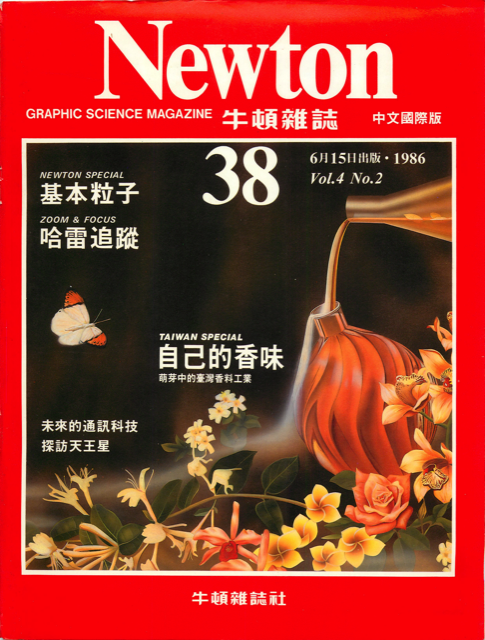 Newton
GRAPHIC SCIENCE MAGAZINE 牛頓雜誌 中文國際版
38
6月15日出版・1986
Vol.4 No.2
NEWTON SPECIAL
基本粒子
ZOOM & FOCUS
哈雷追蹤
TAIWAN SPECIAL
自己的香味
萌芽中的臺灣香料工業
未來的通訊科技
探訪天王星
牛頓雜誌社